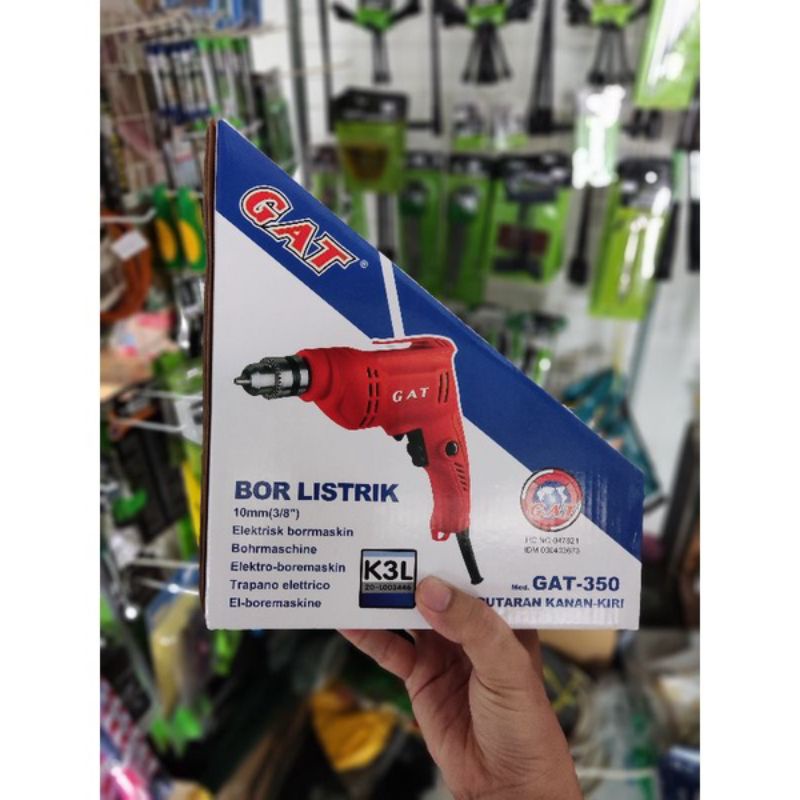 GAT
GAT
BOR LISTRIK
10mm(3/8")
Elektrisk borrmaskin
Bohrmaschine
Elektro-boremaskin
Trapano elettrico
El-boremaskine
K3L
G.A.T
Mod. GAT-350
PUTARAN KANAN-KIRI